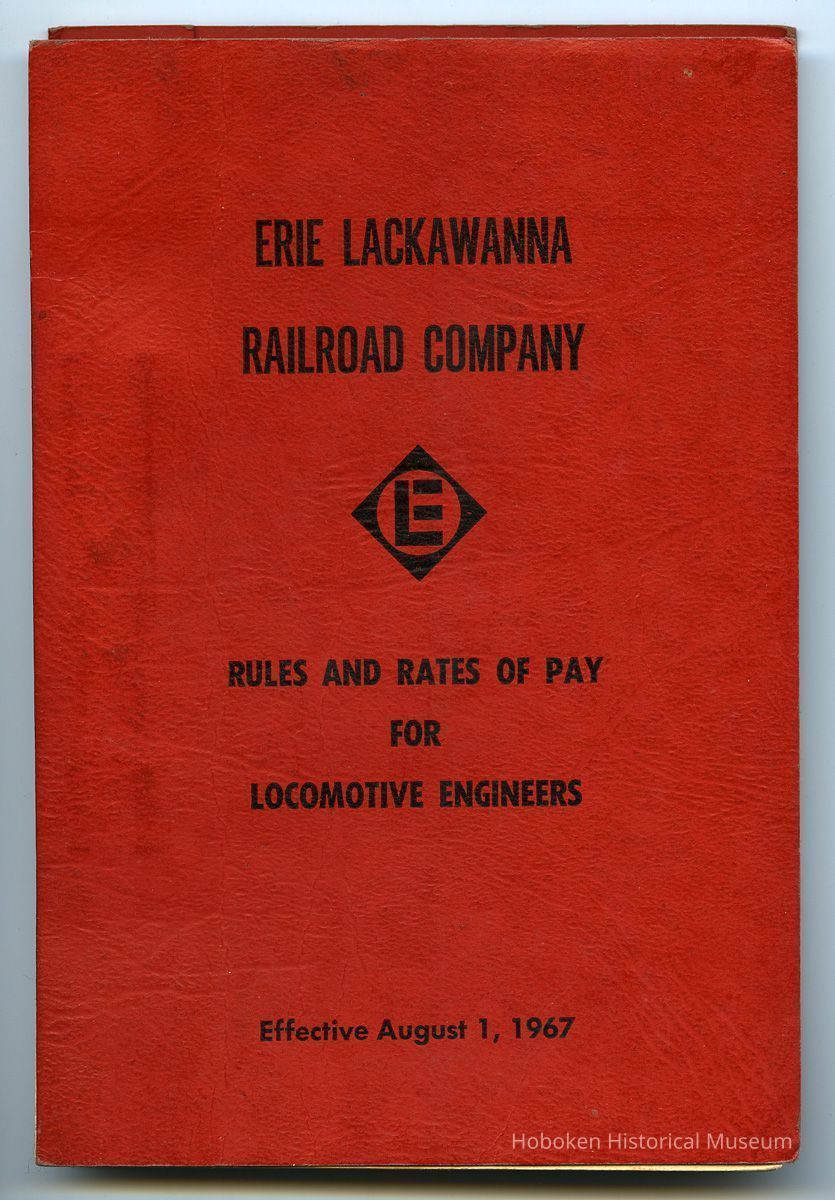 ERIE LACKAWANNA
RAILROAD COMPANY
E
RULES AND RATES OF PAY
FOR
LOCOMOTIVE ENGINEERS
Effective August 1, 1967
Hoboken Historical Museum